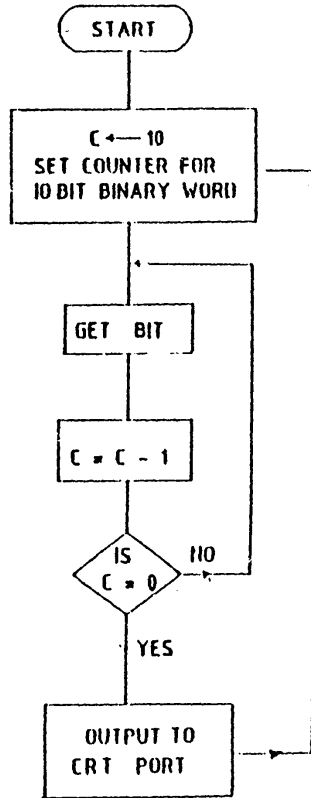 START
C ← 10
SET COUNTER FOR
10 BIT BINARY WORD
GET BIT
C = C - 1
IS
C = 0
NO
YES
OUTPUT TO
CRT PORT